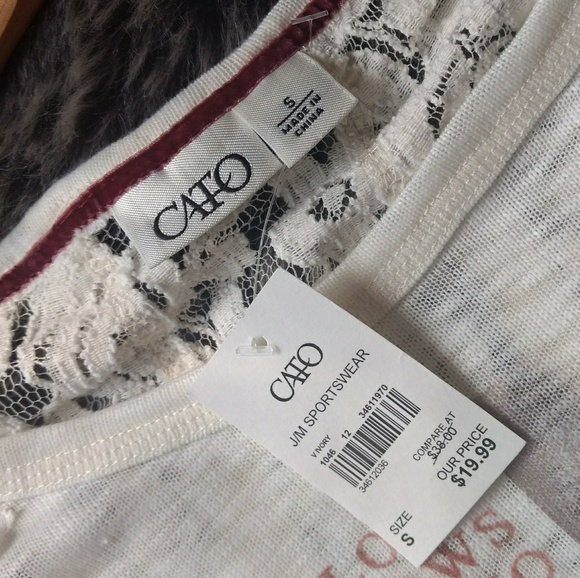 CATO
S
MADE IN
CHINA
CATO
J/M SPORTSWEAR
V IVORY
1046 12 34611970
34612036
COMPARE AT
$38.00
OUR PRICE
$19.99
SIZE
S